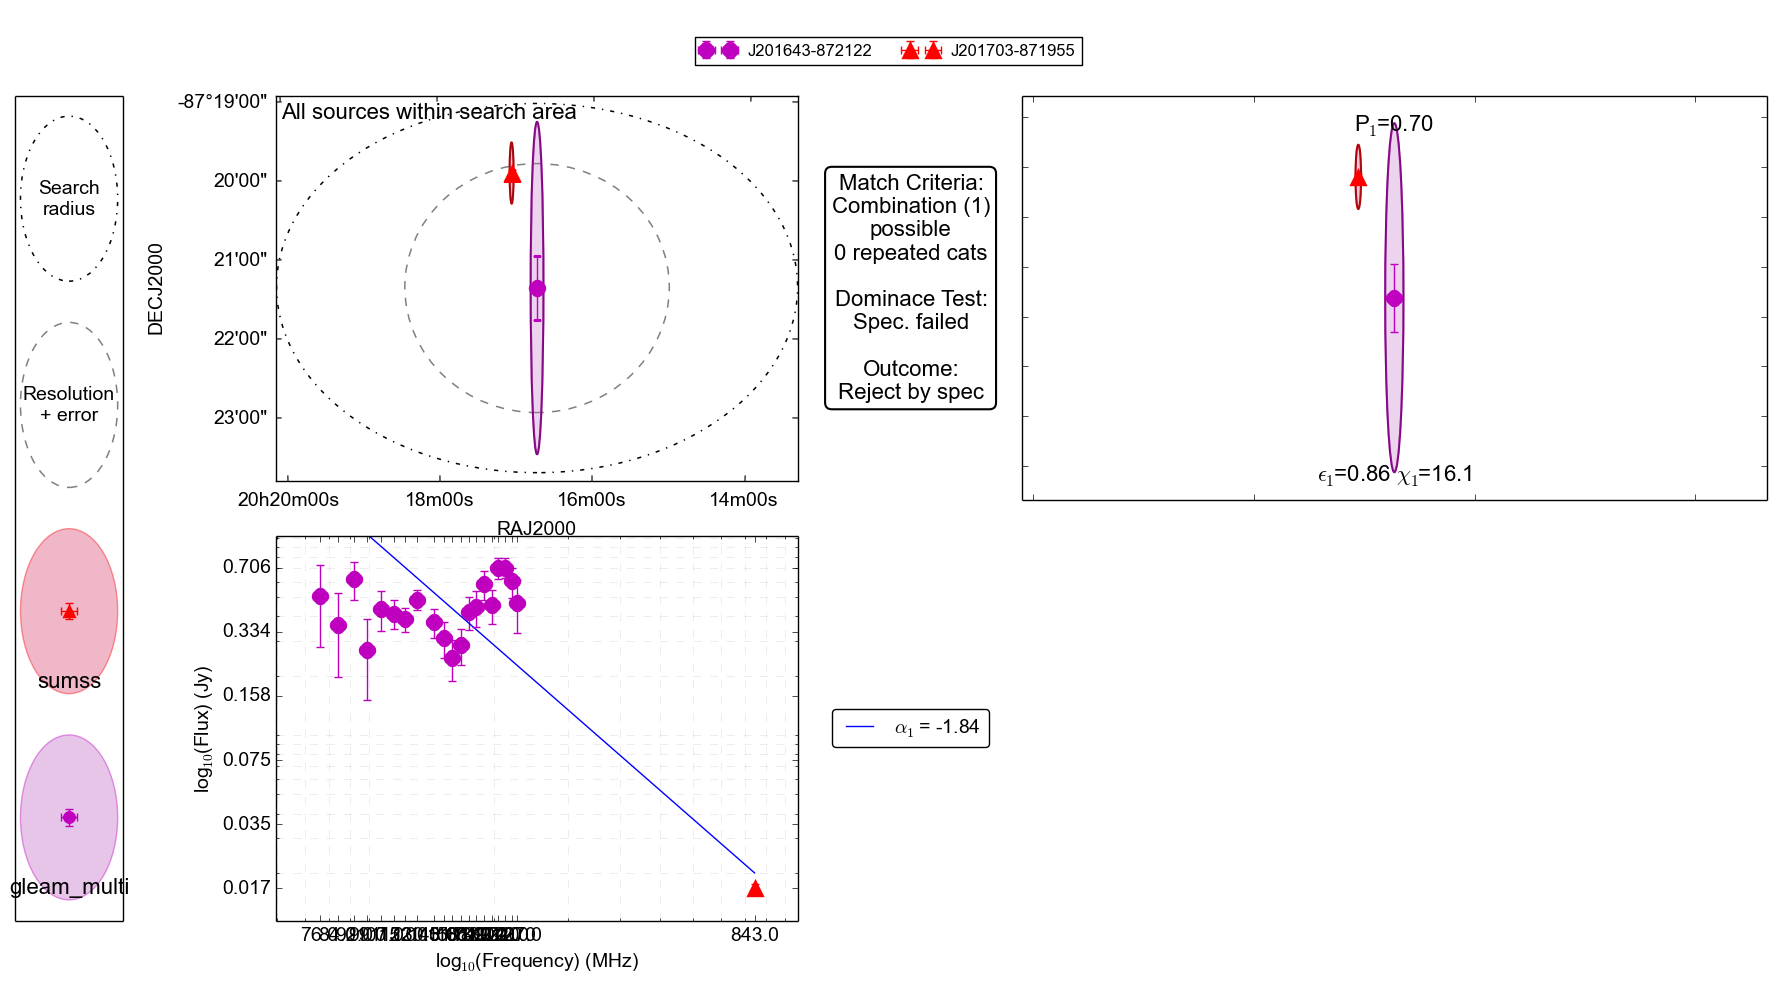 J201643-872122
J201703-871955
Search
radius
Resolution
+ error
sumss
gleam_multi
All sources within search area
DECJ2000
-87°19'00"
20'00"
21'00"
22'00"
23'00"
20h20m00s
18m00s
16m00s
14m00s
RAJ2000
Match Criteria:
Combination (1)
possible
0 repeated cats
Dominace Test:
Spec. failed
Outcome:
Reject by spec
P1=0.70
ϵ1=0.86 χ1=16.1
log10(Flux) (Jy)
0.706
0.334
0.158
0.075
0.035
0.017
843.0
log10(Frequency) (MHz)
α1 = -1.84